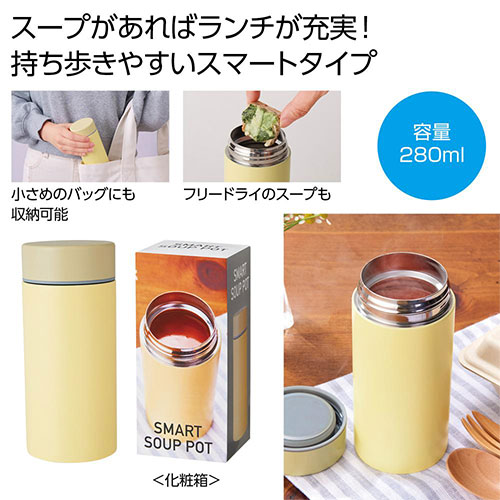 スープがあればランチが充実！
持ち歩きやすいスマートタイプ
容量
280ml
小さめのバッグにも
収納可能
フリードライのスープも
SMART
SOUP POT
SMART
SOUP POT
＜化粧箱＞